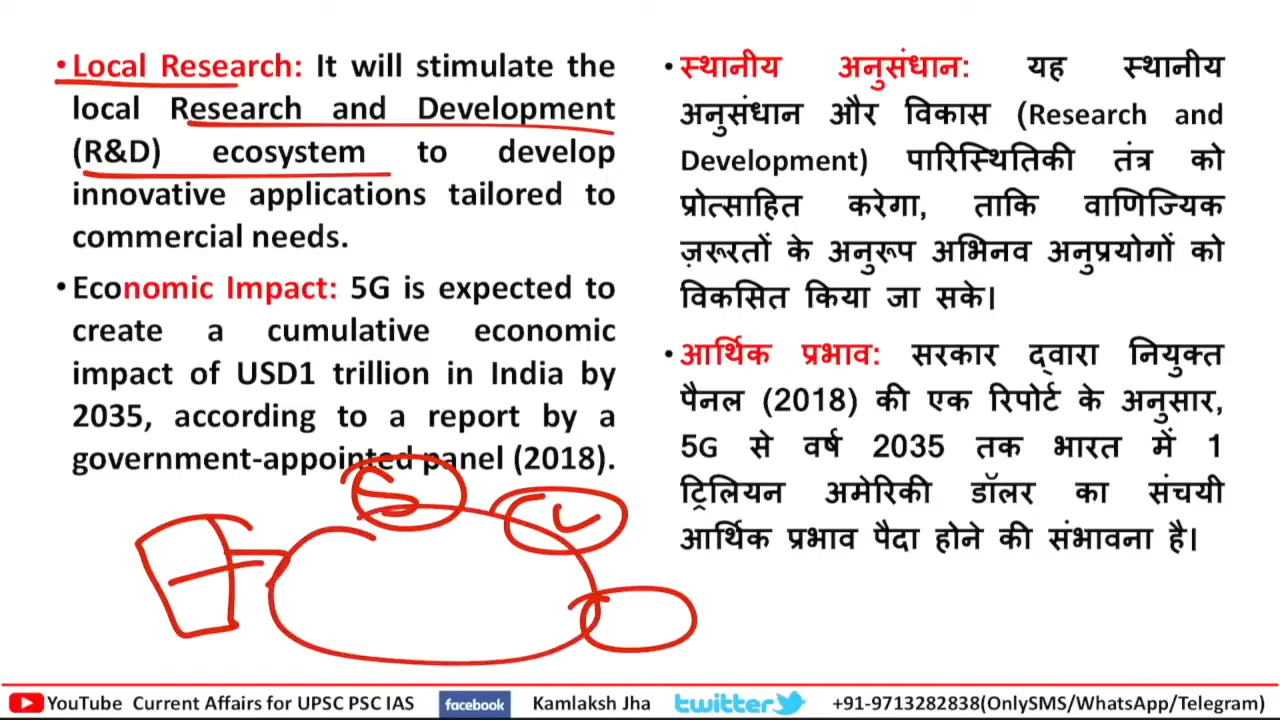 •Local Research: It will stimulate the
local Research and Development
(R&D) ecosystem to develop
innovative applications tailored to
commercial needs.
•Economic Impact: 5G is expected to
create a cumulative economic
impact of USD1 trillion in India by
2035, according to a report by a
government-appointed panel (2018).
•स्थानीय अनुसंधान: यह स्थानीय
अनुसंधान और विकास (Research and
Development) पारिस्थितिकी तंत्र को
प्रोत्साहित करेगा, ताकि वाणिज्यिक
ज़रूरतों के अनुरूप अभिनव अनुप्रयोगों को
विकसित किया जा सके।
•आर्थिक प्रभाव: सरकार द्वारा नियुक्त
पैनल (2018) की एक रिपोर्ट के अनुसार,
5G से वर्ष 2035 तक भारत में 1
ट्रिलियन अमेरिकी डॉलर का संचयी
आर्थिक प्रभाव पैदा होने की संभावना है।
YouTube Current Affairs for UPSC PSC IAS facebook Kamlaksh Jha twitter +91-9713282838(OnlySMS/WhatsApp/Telegram)